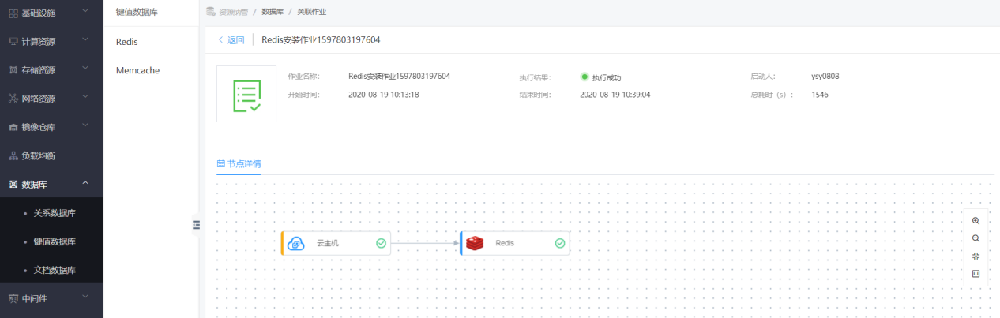 基础设施
计算资源
存储资源
网络资源
镜像仓库
负载均衡
数据库
关系数据库
键值数据库
文档数据库
中间件
键值数据库
Redis
Memcache
资源纳管 / 数据库 / 关联作业
返回 Redis安装作业1597803197604
作业名称: Redis安装作业1597803197604 执行结果: 执行成功 启动人: ysy0808
开始时间: 2020-08-19 10:13:18 结束时间: 2020-08-19 10:39:04 总耗时（s）: 1546
节点详情
云主机 Redis